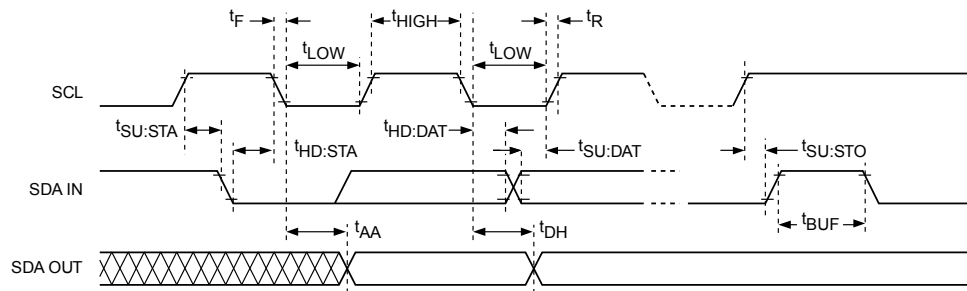 tF
tHIGH
tR
tLOW
tLOW
SCL
tSU:STA
tHD:DAT
tHD:STA
tSU:DAT
tSU:STO
SDA IN
tBUF
tAA
tDH
SDA OUT